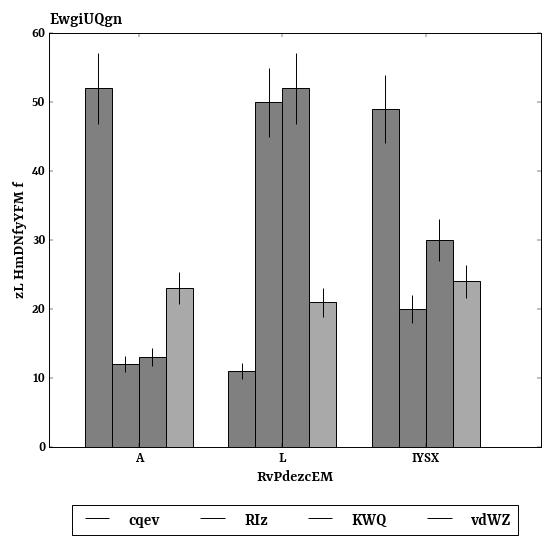 EwgiUQgn
60
50
40
30
20
10
0
zL HmDNfyYFM f
A L IYSX
RvPdezcEM
cqev RIz KWQ vdWZ